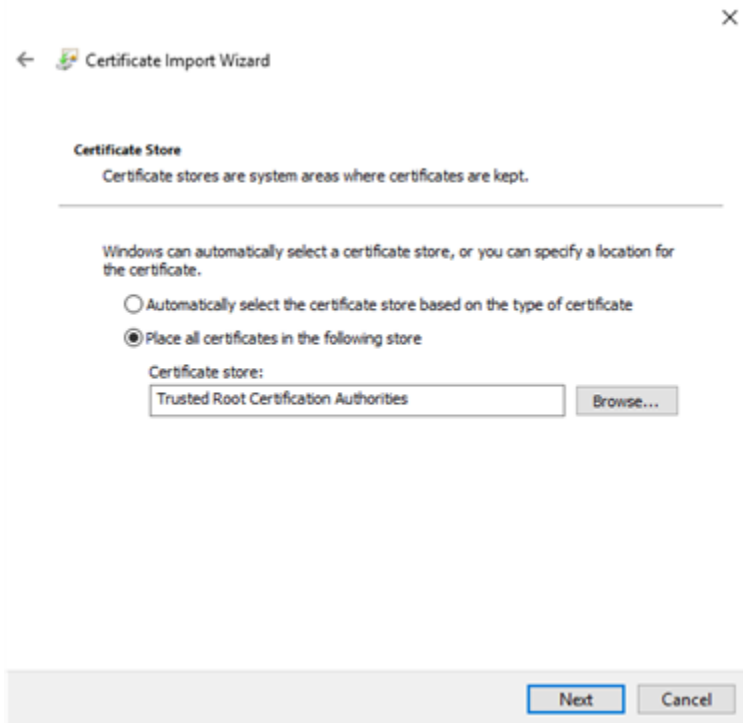 Certificate Import Wizard
Certificate Store
Certificate stores are system areas where certificates are kept.
Windows can automatically select a certificate store, or you can specify a location for
the certificate.
Automatically select the certificate store based on the type of certificate
Place all certificates in the following store
Certificate store:
Trusted Root Certification Authorities
Browse...
Next
Cancel